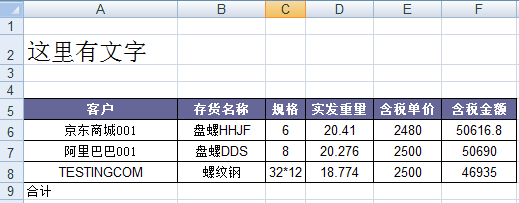 A B C D E F
1
2 这里有文字
3
4
5 客户 存货名称 规格 实发重量 含税单价 含税金额
6 京东商城001 盘螺HHJF 6 20.41 2480 50616.8
7 阿里巴巴001 盘螺DDS 8 20.276 2500 50690
8 TESTINGCOM 螺纹钢 32*12 18.774 2500 46935
9 合计